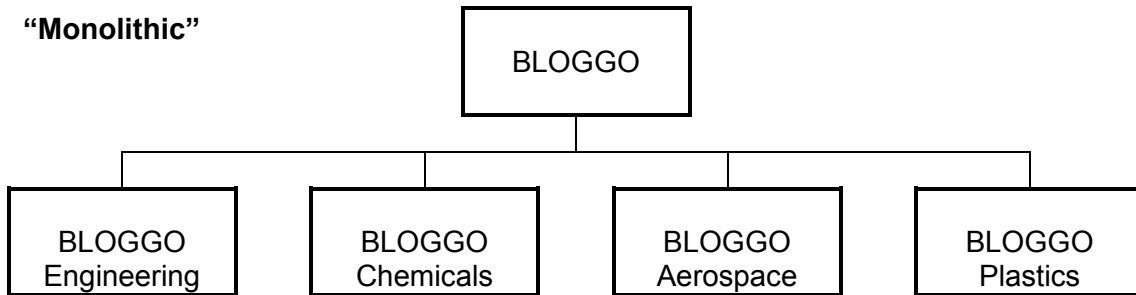 “Monolithic”
BLOGGO
BLOGGO
Engineering
BLOGGO
Chemicals
BLOGGO
Aerospace
BLOGGO
Plastics